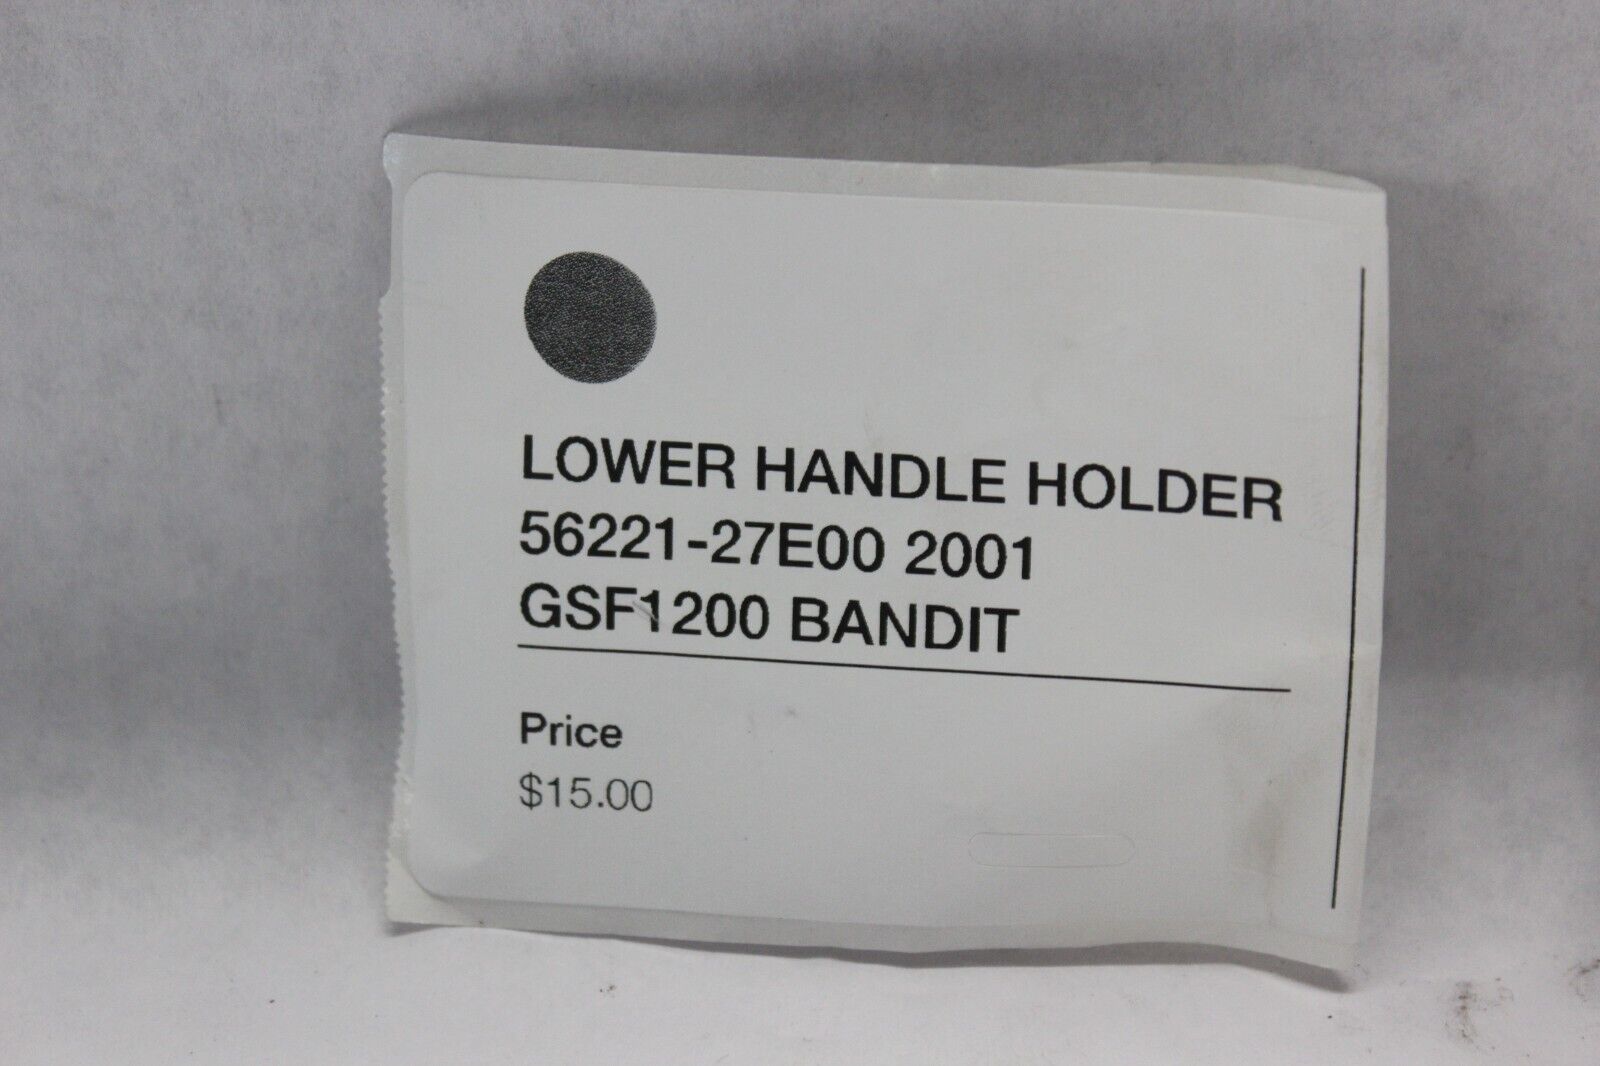 LOWER HANDLE HOLDER
56221-27E00 2001
GSF1200 BANDIT
Price
$15.00